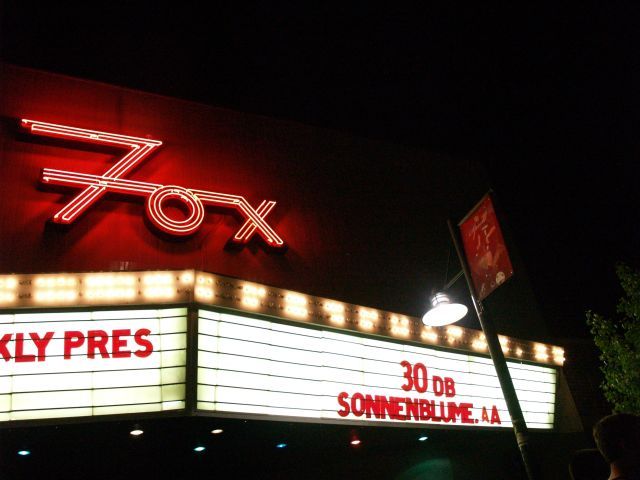 Fox
KLY PRES
30 DB
SONNENBLUME. AA